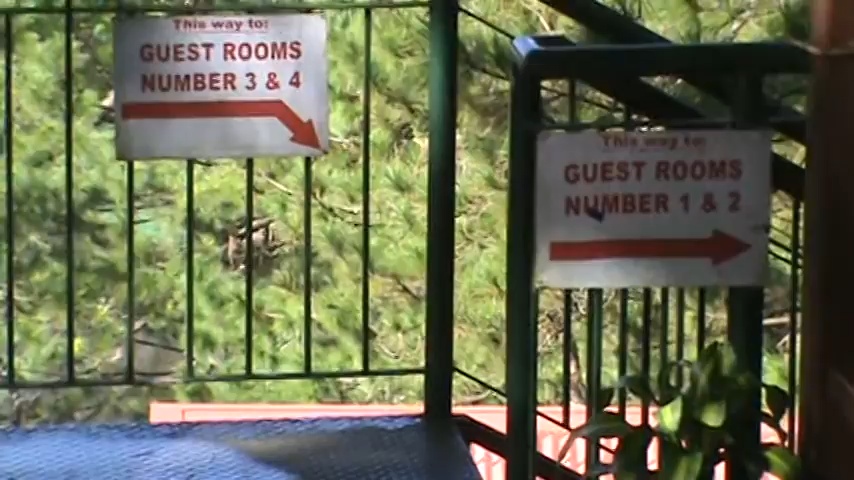 This way to:
GUEST ROOMS
NUMBER 3 & 4
This way to:
GUEST ROOMS
NUMBER 1 & 2